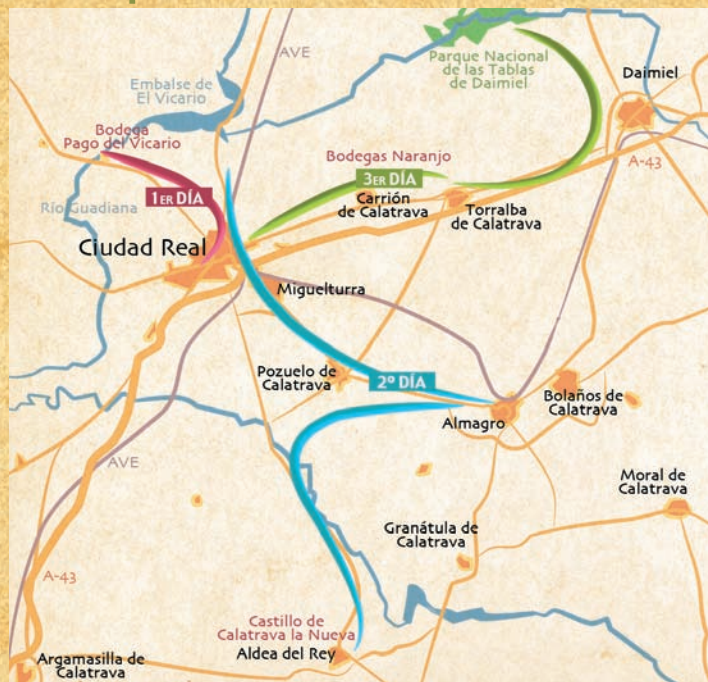 AVE
Parque Nacional
de las Tablas
de Daimiel
Daimiel
Embalse de
El Vicario
Bodega
Pago del Vicario
Bodegas Naranjo
A-43
1ER DÍA
3ER DÍA
Río Guadiana
Carrión
de Calatrava
Torralba
de Calatrava
Ciudad Real
Miguelturra
Pozuelo de
Calatrava
2º DÍA
Bolaños de
Calatrava
Almagro
AVE
Moral de
Calatrava
Granátula de
Calatrava
A-43
Castillo de
Calatrava la Nueva
Aldea del Rey
Argamasilla de
Calatrava